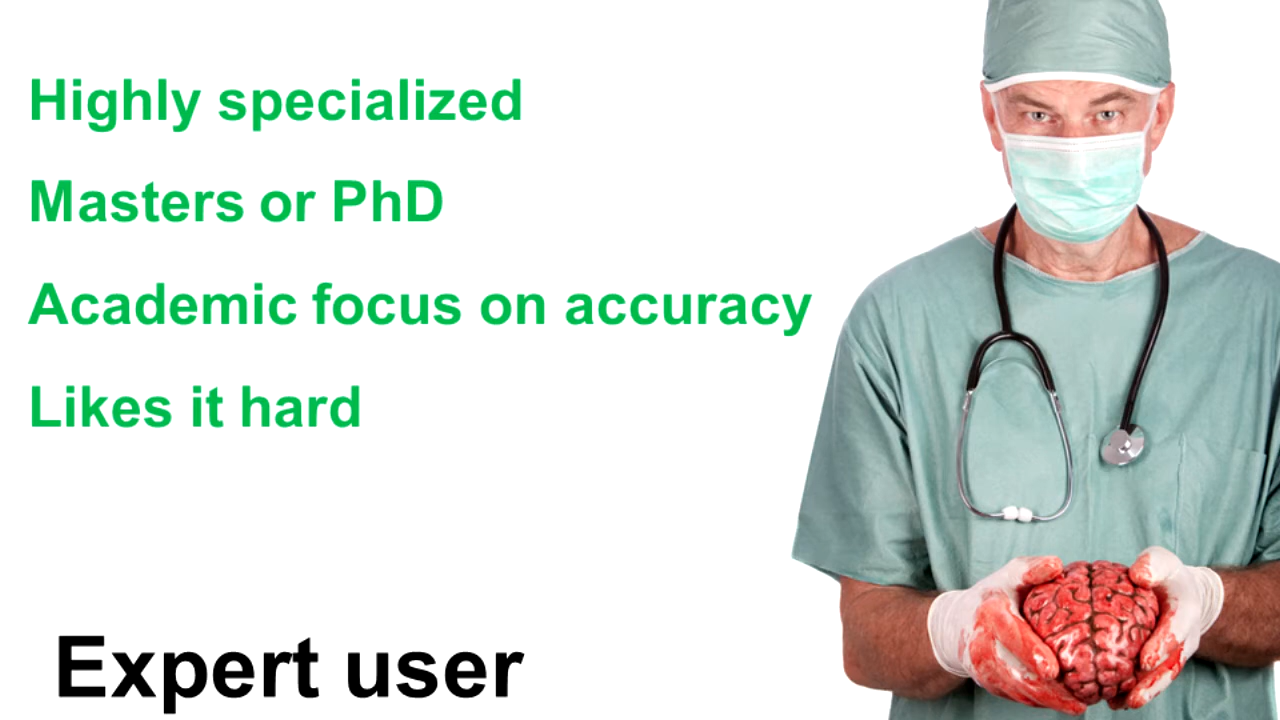 Highly specialized
Masters or PhD
Academic focus on accuracy
Likes it hard
Expert user